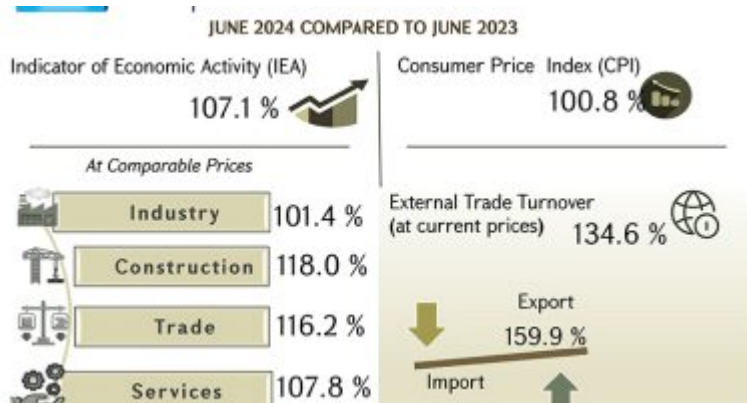 JUNE 2024 COMPARED TO JUNE 2023
Indicator of Economic Activity (IEA)
107.1 %
Consumer Price Index (CPI)
100.8 %
At Comparable Prices
Industry 101.4 %
Construction 118.0 %
Trade 116.2 %
Services 107.8 %
External Trade Turnover
(at current prices) 134.6 %
Export
159.9 %
Import